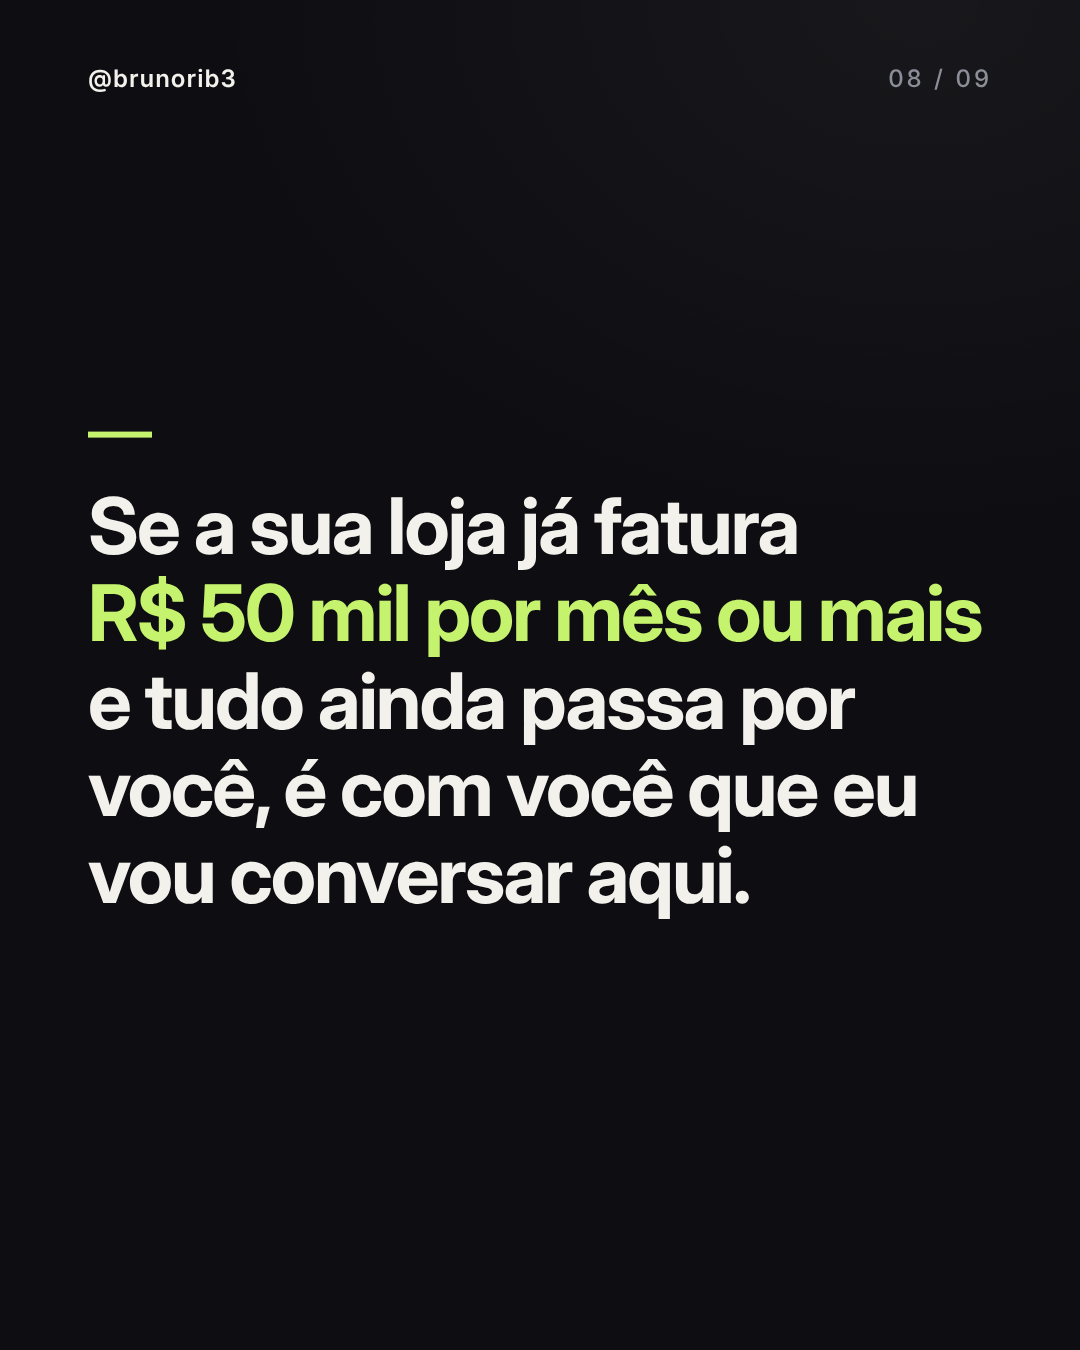 @brunorib3
08 / 09
Se a sua loja já fatura
R$ 50 mil por mês ou mais
e tudo ainda passa por
você, é com você que eu
vou conversar aqui.